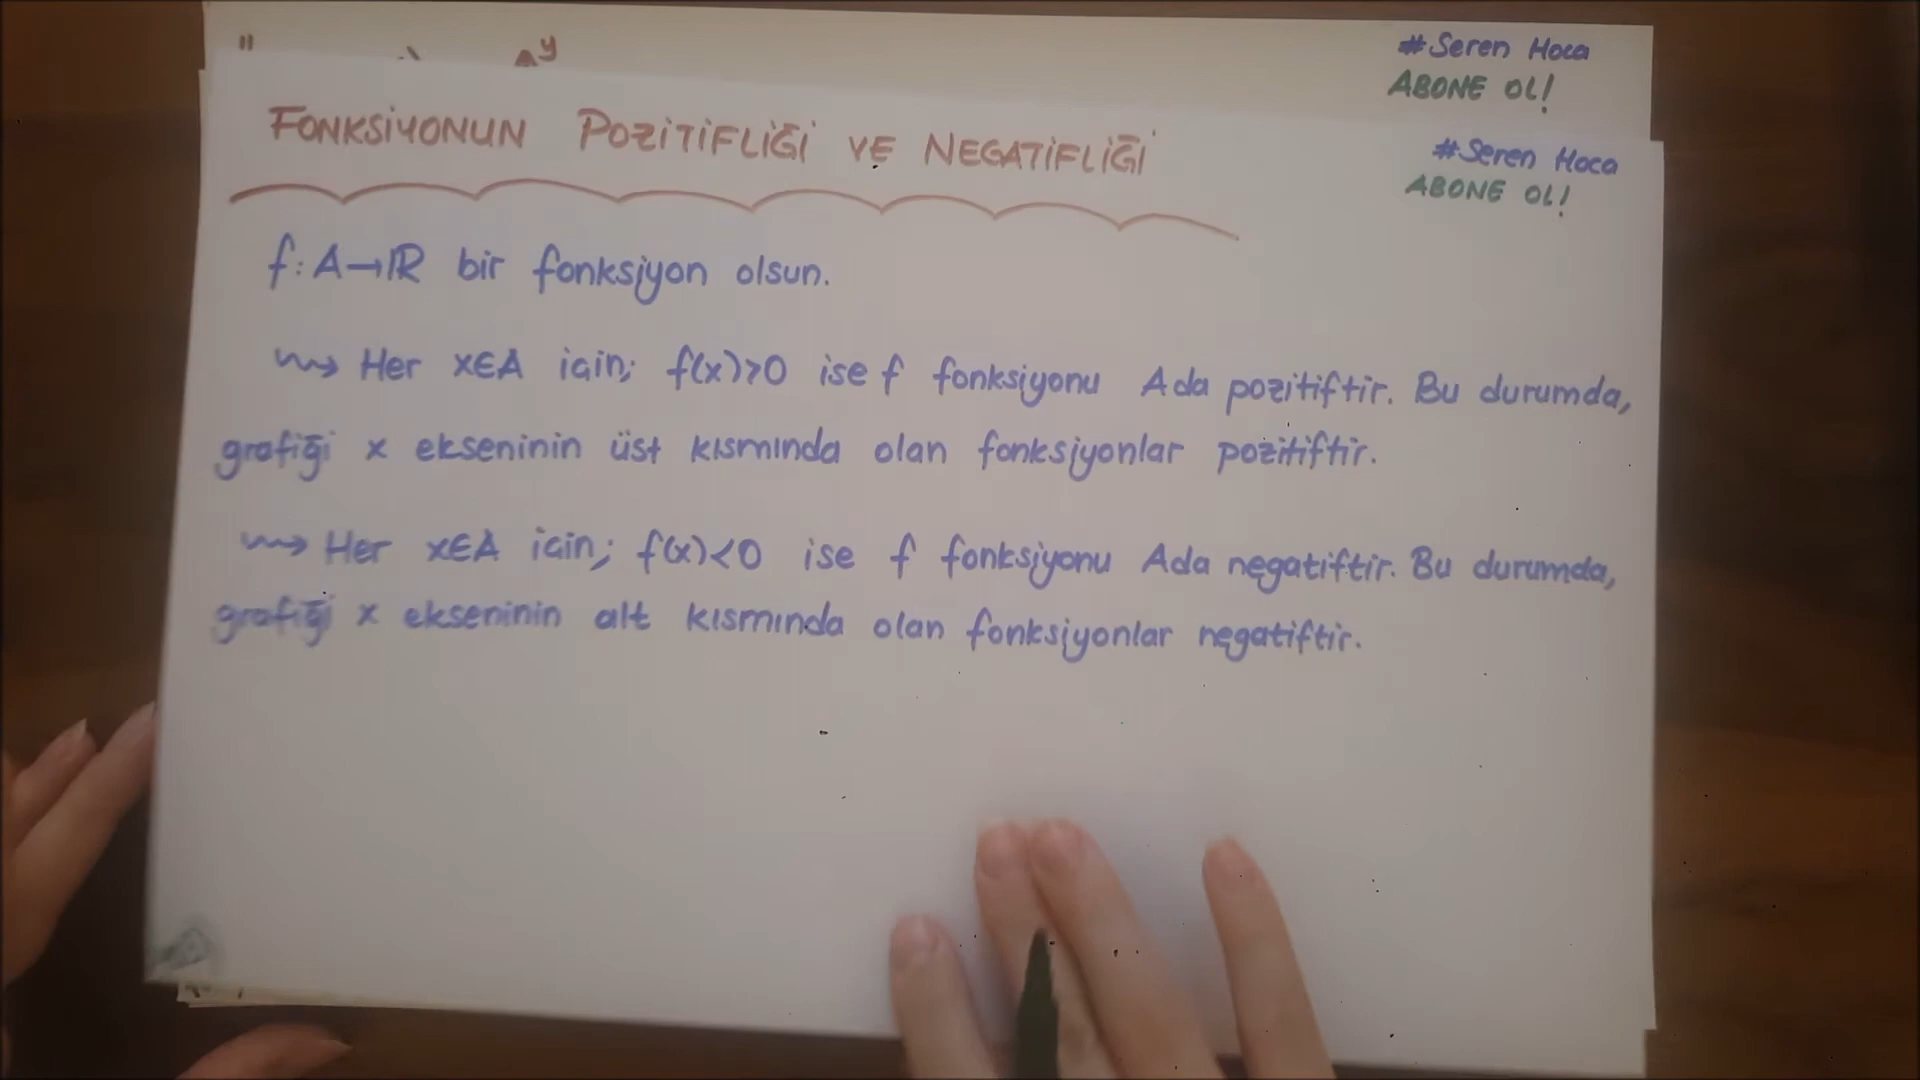 y
#Seren Hoca
ABONE OL!
FONKSİYONUN POZİTİFLİĞİ VE NEGATİFLİĞİ
#Seren Hoca
ABONE OL!
f: A→ℝ bir fonksiyon olsun.
⇝ Her x∈A için; f(x)>0 ise f fonksiyonu A da pozitiftir. Bu durumda,
grafiği x ekseninin üst kısmında olan fonksiyonlar pozitiftir.
⇝ Her x∈A için; f(x)<0 ise f fonksiyonu A da negatiftir. Bu durumda,
grafiği x ekseninin alt kısmında olan fonksiyonlar negatiftir.